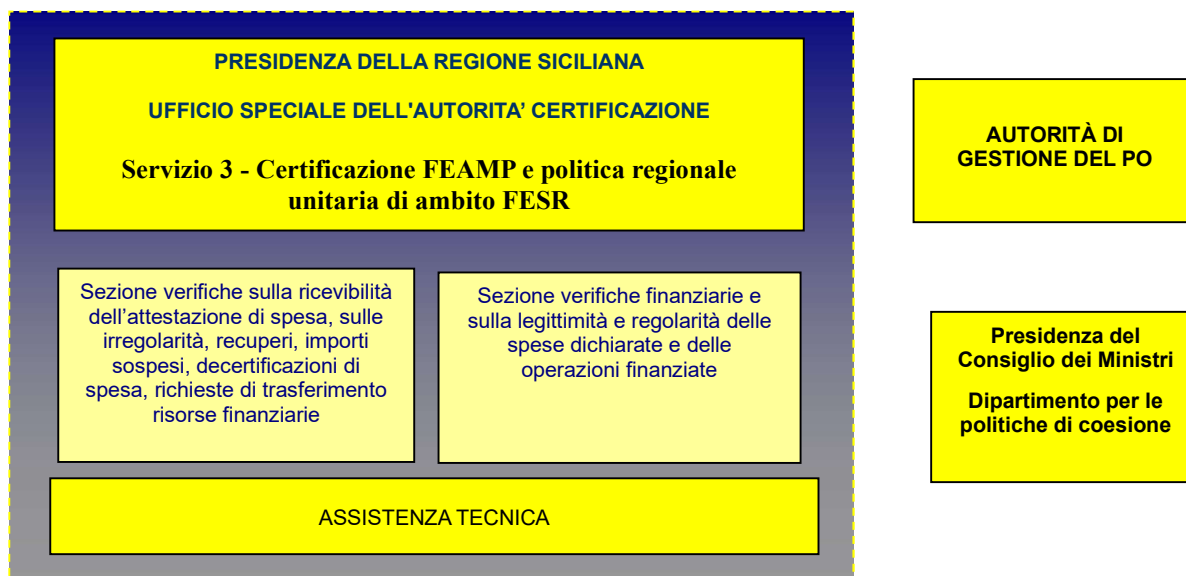 PRESIDENZA DELLA REGIONE SICILIANA
UFFICIO SPECIALE DELL'AUTORITA’ CERTIFICAZIONE
Servizio 3 - Certificazione FEAMP e politica regionale
unitaria di ambito FESR
Sezione verifiche sulla ricevibilità
dell’attestazione di spesa, sulle
irregolarità, recuperi, importi
sospesi, decertificazioni di
spesa, richieste di trasferimento
risorse finanziarie
Sezione verifiche finanziarie e
sulla legittimità e regolarità delle
spese dichiarate e delle
operazioni finanziate
ASSISTENZA TECNICA
AUTORITÀ DI
GESTIONE DEL PO
Presidenza del
Consiglio dei Ministri
Dipartimento per le
politiche di coesione